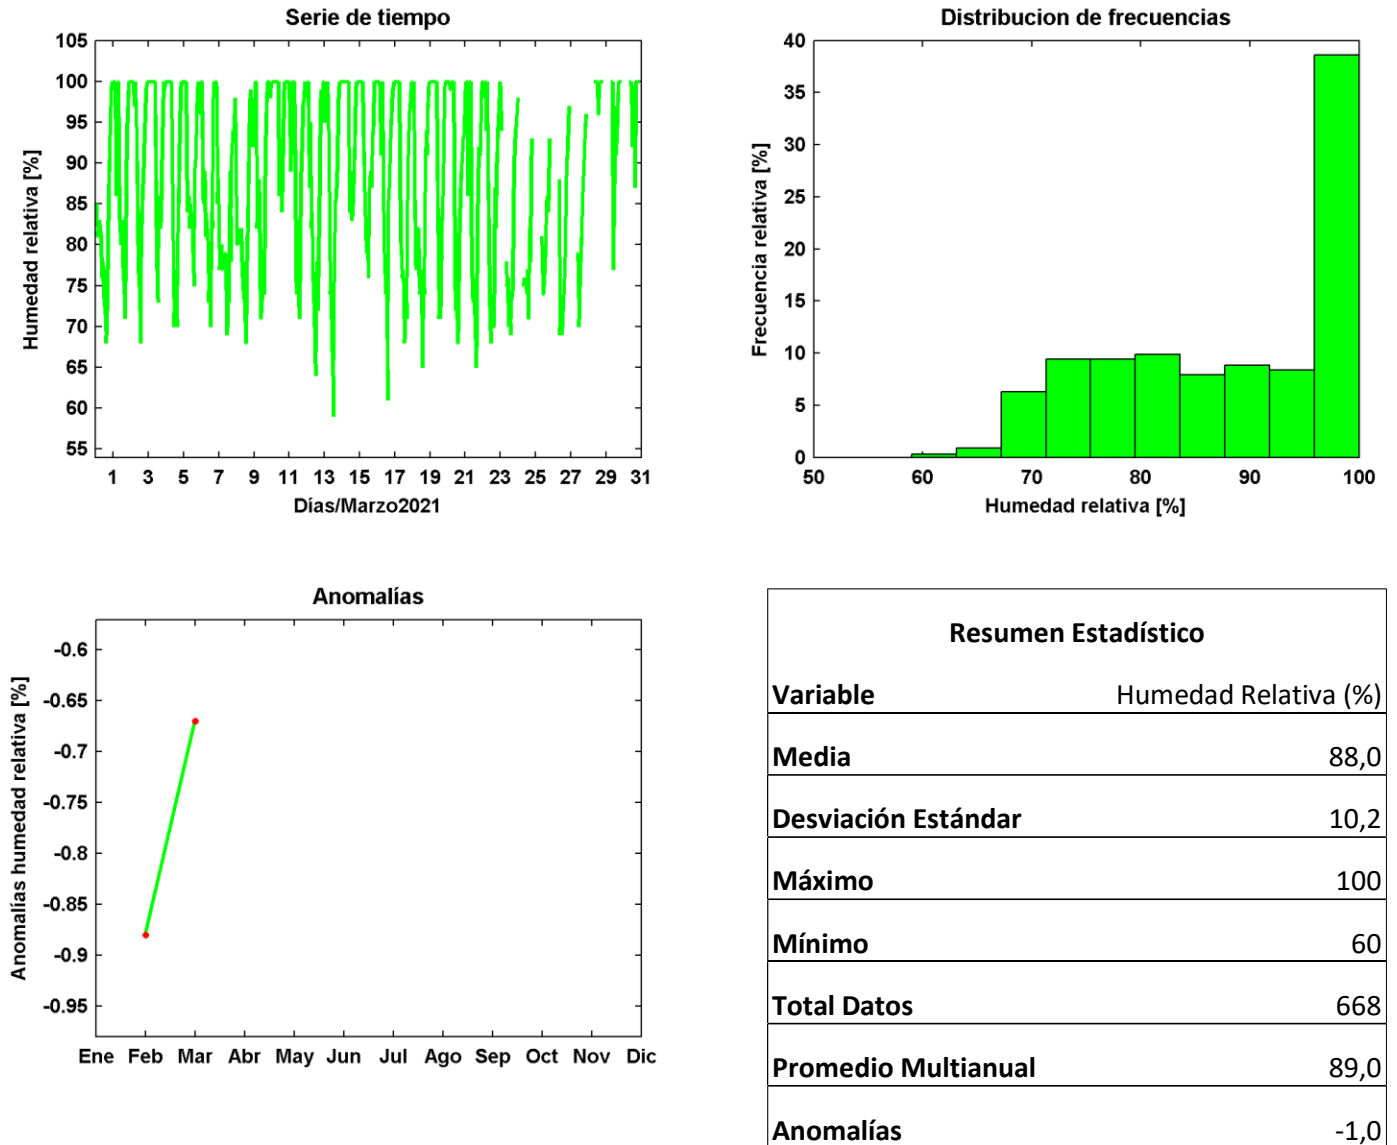 Serie de tiempo
105
100
95
90
85
80
75
70
65
60
55
Humedad relativa [%]
1 3 5 7 9 11 13 15 17 19 21 23 25 27 29 31
Días/Marzo2021
Distribucion de frecuencias
40
35
30
25
20
15
10
5
0
Frecuencia relativa [%]
50 60 70 80 90 100
Humedad relativa [%]
Anomalías
-0.6
-0.65
-0.7
-0.75
-0.8
-0.85
-0.9
-0.95
Anomalías humedad relativa [%]
Ene Feb Mar Abr May Jun Jul Ago Sep Oct Nov Dic
Resumen Estadístico
Variable Humedad Relativa (%)
Media 88,0
Desviación Estándar 10,2
Máximo 100
Mínimo 60
Total Datos 668
Promedio Multianual 89,0
Anomalías -1,0